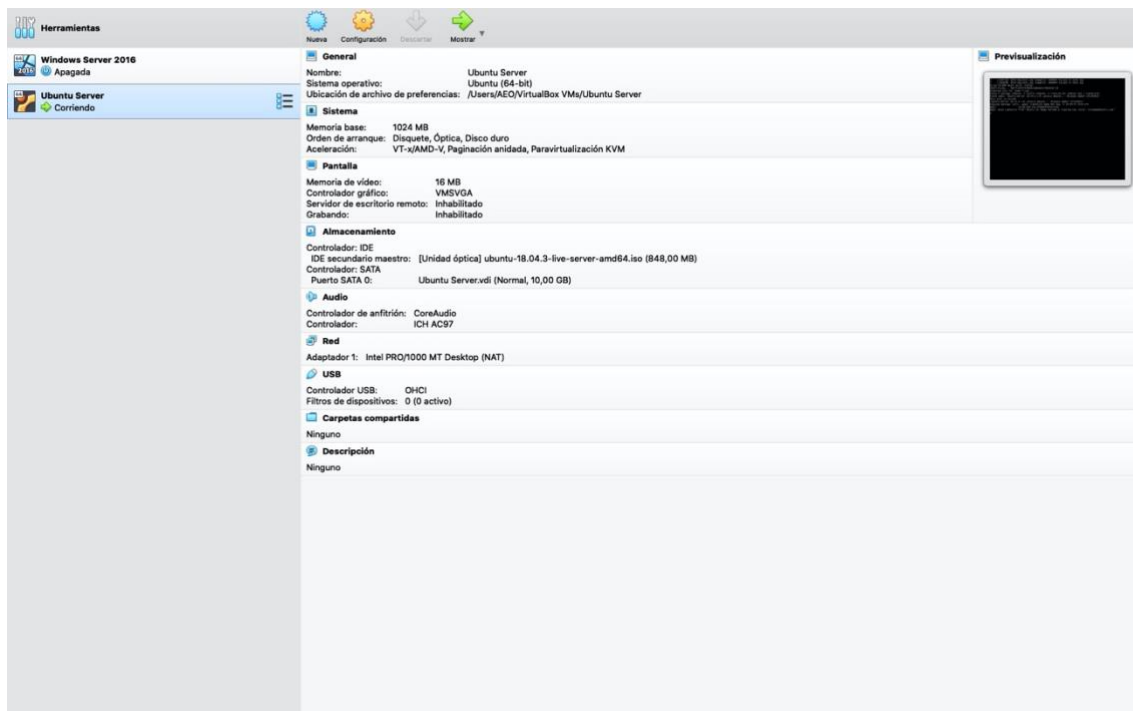 Herramientas
Nueva Configuración Descartar Mostrar
Windows Server 2016
Apagada
Ubuntu Server
Corriendo
General
Nombre: Ubuntu Server
Sistema operativo: Ubuntu (64-bit)
Ubicación de archivo de preferencias: /Users/AEO/VirtualBox VMs/Ubuntu Server
Sistema
Memoria base: 1024 MB
Orden de arranque: Disquete, Óptica, Disco duro
Aceleración: VT-x/AMD-V, Paginación anidada, Paravirtualización KVM
Pantalla
Memoria de vídeo: 16 MB
Controlador gráfico: VMSVGA
Servidor de escritorio remoto: Inhabilitado
Grabando: Inhabilitado
Almacenamiento
Controlador: IDE
IDE secundario maestro: [Unidad óptica] ubuntu-18.04.3-live-server-amd64.iso (848,00 MB)
Controlador: SATA
Puerto SATA 0: Ubuntu Server.vdi (Normal, 10,00 GB)
Audio
Controlador de anfitrión: CoreAudio
Controlador: ICH AC97
Red
Adaptador 1: Intel PRO/1000 MT Desktop (NAT)
USB
Controlador USB: OHCI
Filtros de dispositivos: 0 (0 activo)
Carpetas compartidas
Ninguno
Descripción
Ninguno
Previsualización